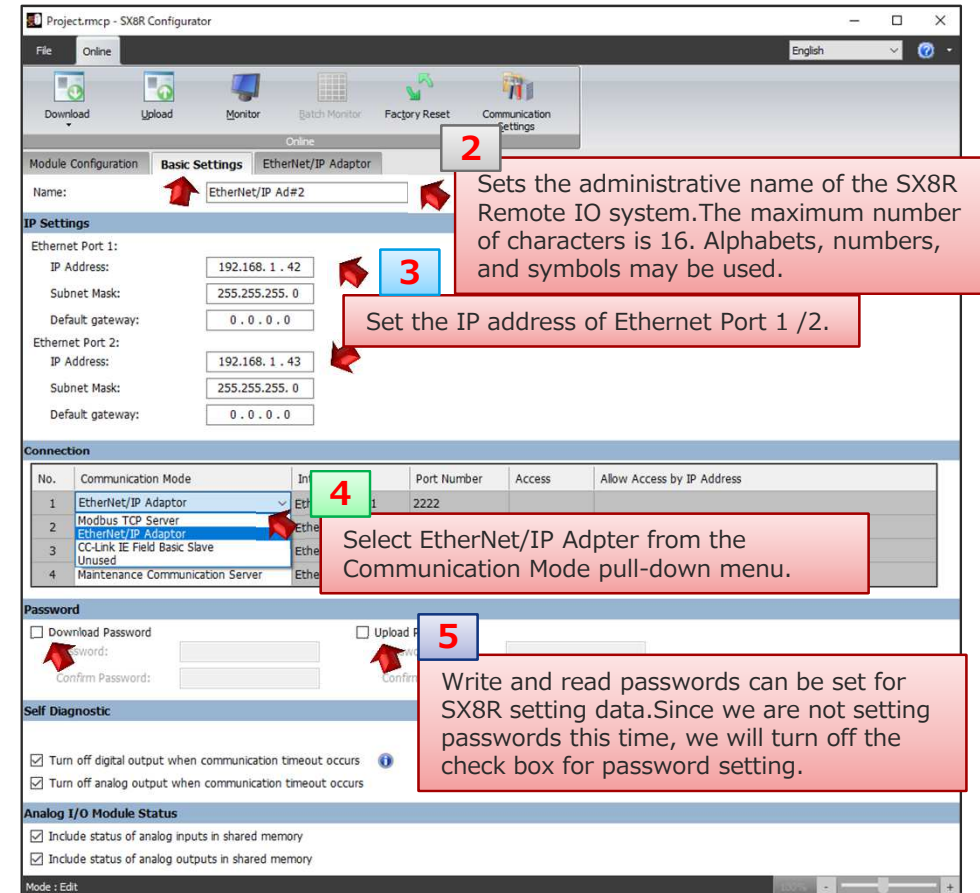 Project.rmcp - SX8R Configurator
File Online English
Download Upload Monitor Batch Monitor Factory Reset Communication
Settings
Online
2
Module Configuration Basic Settings EtherNet/IP Adaptor
Name: EtherNet/IP Ad#2
Sets the administrative name of the SX8R
Remote IO system.The maximum number
of characters is 16. Alphabets, numbers,
and symbols may be used.
IP Settings
Ethernet Port 1:
IP Address: 192.168. 1 . 42
3
Subnet Mask: 255.255.255. 0
Default gateway: 0 . 0 . 0 . 0
Set the IP address of Ethernet Port 1 /2.
Ethernet Port 2:
IP Address: 192.168. 1 . 43
Subnet Mask: 255.255.255. 0
Default gateway: 0 . 0 . 0 . 0
Connection
No. Communication Mode Port Number Access Allow Access by IP Address
4
1 EtherNet/IP Adaptor 1 2222
Modbus TCP Server
2 EtherNet/IP Adaptor
3 CC-Link IE Field Basic Slave
Unused
4 Maintenance Communication Server
Select EtherNet/IP Adpter from the
Communication Mode pull-down menu.
Password
Download Password Upload
5
Confirm Password:
Write and read passwords can be set for
SX8R setting data.Since we are not setting
passwords this time, we will turn off the
check box for password setting.
Self Diagnostic
Turn off digital output when communication timeout occurs
Turn off analog output when communication timeout occurs
Analog I/O Module Status
Include status of analog inputs in shared memory
Include status of analog outputs in shared memory
Mode : Edit 100% - +